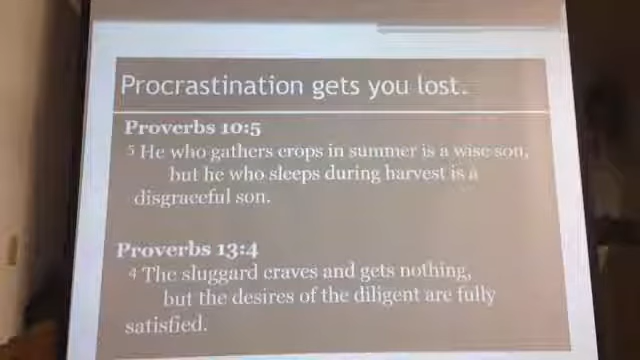 Procrastination gets you lost.
Proverbs 10:5
5 He who gathers crops in summer is a wise son,
but he who sleeps during harvest is a
disgraceful son.
Proverbs 13:4
4 The sluggard craves and gets nothing,
but the desires of the diligent are fully
satisfied.